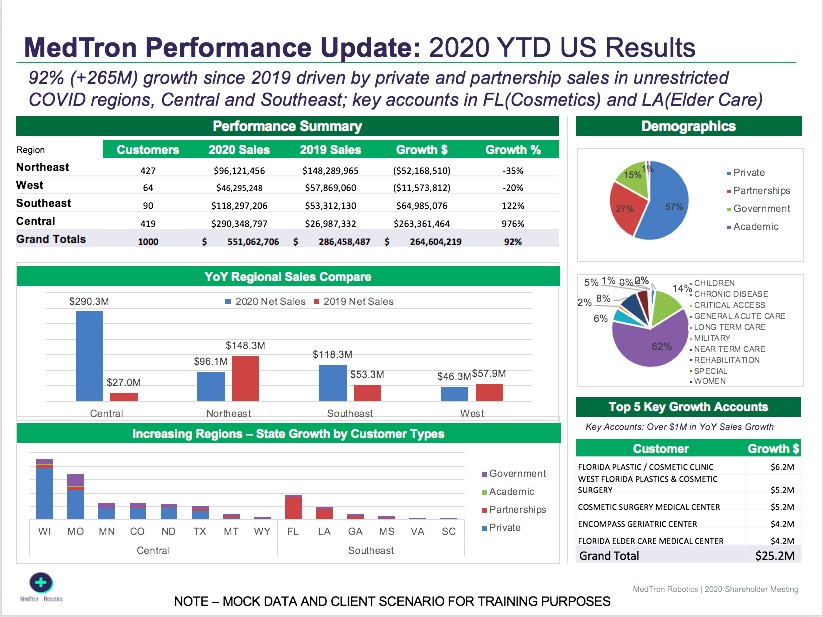 MedTron Performance Update: 2020 YTD US Results
92% (+265M) growth since 2019 driven by private and partnership sales in unrestricted
COVID regions, Central and Southeast; key accounts in FL(Cosmetics) and LA(Elder Care)
Performance Summary
Region Customers 2020 Sales 2019 Sales Growth $ Growth %
Northeast 427 $96,121,456 $148,289,965 ($52,168,510) -35%
West 64 $46,295,248 $57,869,060 ($11,573,812) -20%
Southeast 90 $118,297,206 $53,312,130 $64,985,076 122%
Central 419 $290,348,797 $26,987,332 $263,361,464 976%
Grand Totals 1000 $ 551,062,706 $ 286,458,487 $ 264,604,219 92%
YoY Regional Sales Compare
2020 Net Sales 2019 Net Sales
$290.3M
$27.0M
$96.1M
$148.3M
$118.3M
$53.3M
$46.3M
$57.9M
Central Northeast Southeast West
Increasing Regions – State Growth by Customer Types
Government
Academic
Partnerships
Private
WI MO MN CO ND TX MT WY FL LA GA MS VA SC
Central Southeast
Demographics
1%
15%
27%
57%
Private
Partnerships
Government
Academic
5% 1% 0%
14%
2% 8%
6%
62%
CHILDREN
CHRONIC DISEASE
CRITICAL ACCESS
GENERAL ACUTE CARE
LONG TERM CARE
MILITARY
NEAR TERM CARE
REHABILITATION
SPECIAL
WOMEN
Top 5 Key Growth Accounts
Key Accounts: Over $1M in YoY Sales Growth
Customer Growth $
FLORIDA PLASTIC / COSMETIC CLINIC $6.2M
WEST FLORIDA PLASTICS & COSMETIC
SURGERY $5.2M
COSMETIC SURGERY MEDICAL CENTER $5.2M
ENCOMPASS GERIATRIC CENTER $4.2M
FLORIDA ELDER CARE MEDICAL CENTER $4.2M
Grand Total $25.2M
MedTron Robotics
NOTE – MOCK DATA AND CLIENT SCENARIO FOR TRAINING PURPOSES
MedTron Robotics | 2020 Shareholder Meeting